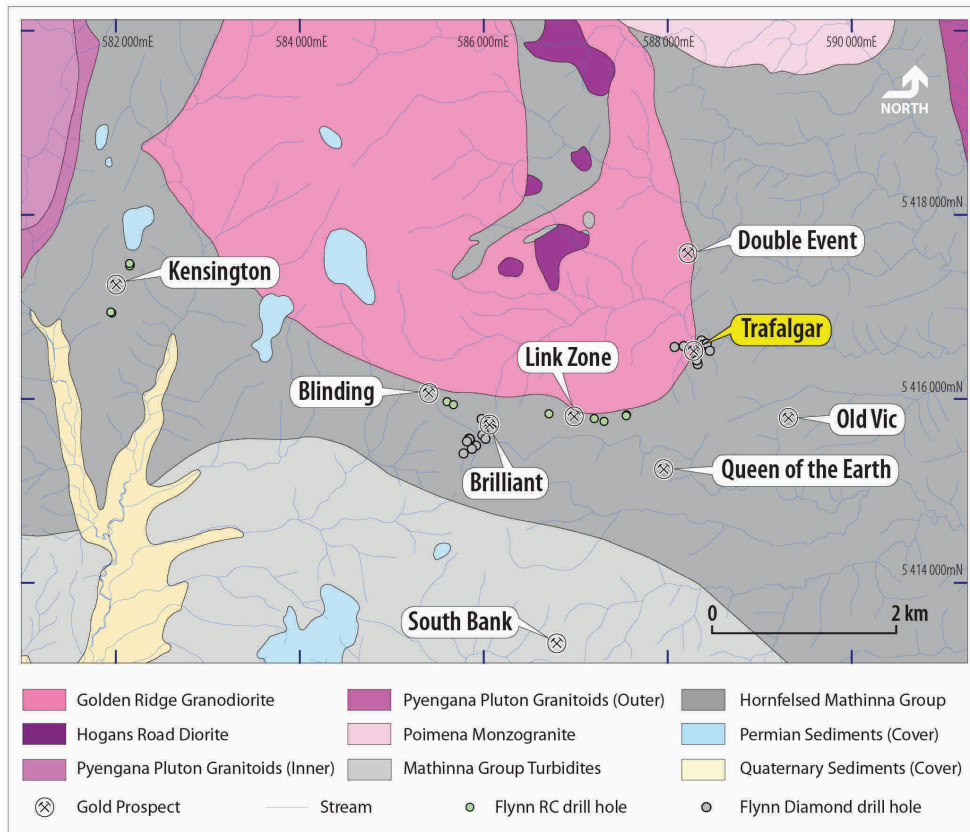 582 000mE
584 000mE
586 000mE
588 000mE
590 000mE
NORTH
5 418 000mN
Double Event
Kensington
Trafalgar
Link Zone
Blinding
5 416 000mN
Old Vic
Queen of the Earth
Brilliant
5 414 000mN
0
2 km
South Bank
Golden Ridge Granodiorite
Pyengana Pluton Granitoids (Outer)
Hornfelsed Mathinna Group
Hogans Road Diorite
Poimena Monzogranite
Permian Sediments (Cover)
Pyengana Pluton Granitoids (Inner)
Mathinna Group Turbidites
Quaternary Sediments (Cover)
Gold Prospect
Stream
Flynn RC drill hole
Flynn Diamond drill hole